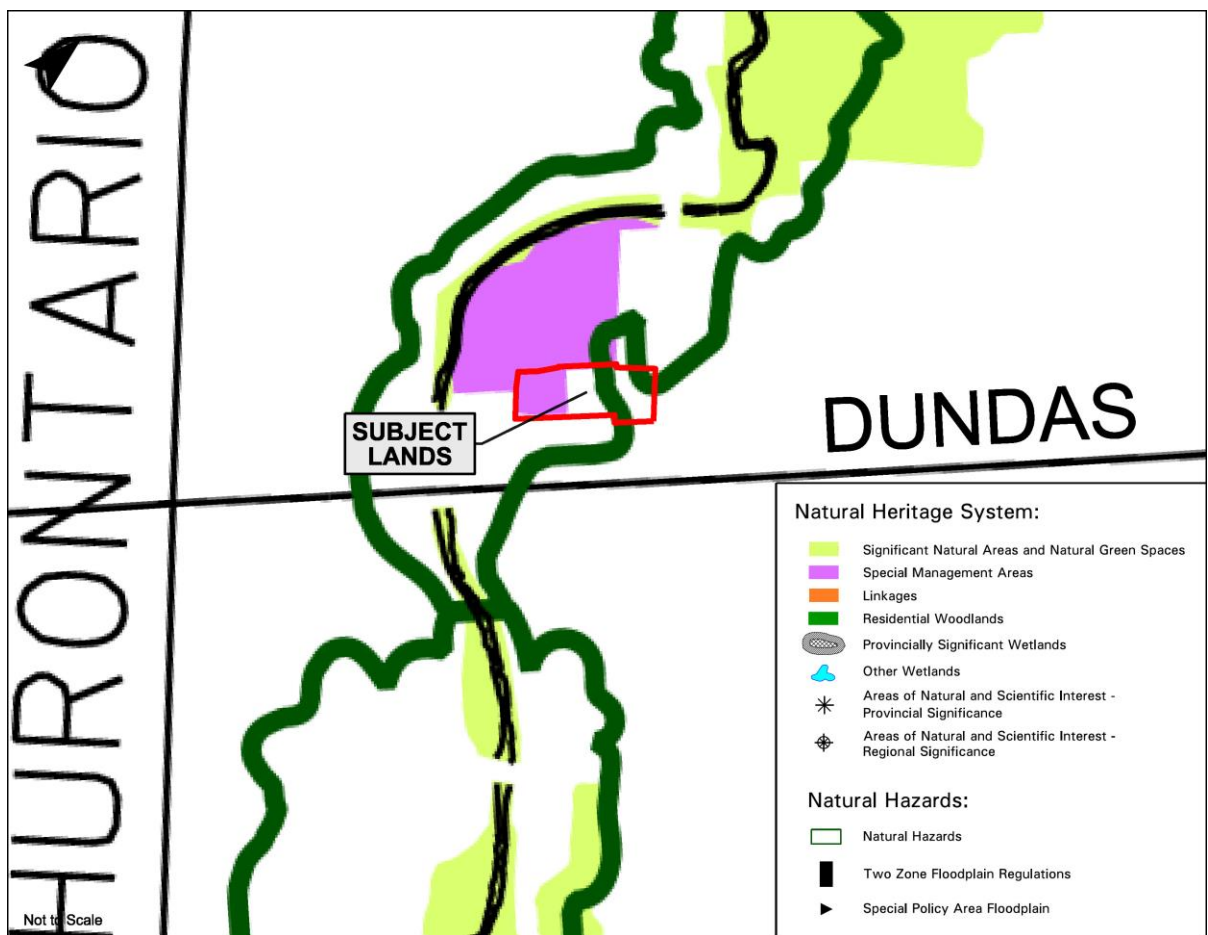 HURONTARIO
DUNDAS
SUBJECT
LANDS
Natural Heritage System:
Significant Natural Areas and Natural Green Spaces
Special Management Areas
Linkages
Residential Woodlands
Provincially Significant Wetlands
Other Wetlands
Areas of Natural and Scientific Interest -
Provincial Significance
Areas of Natural and Scientific Interest -
Regional Significance
Natural Hazards:
Natural Hazards
Two Zone Floodplain Regulations
Special Policy Area Floodplain
Not to Scale